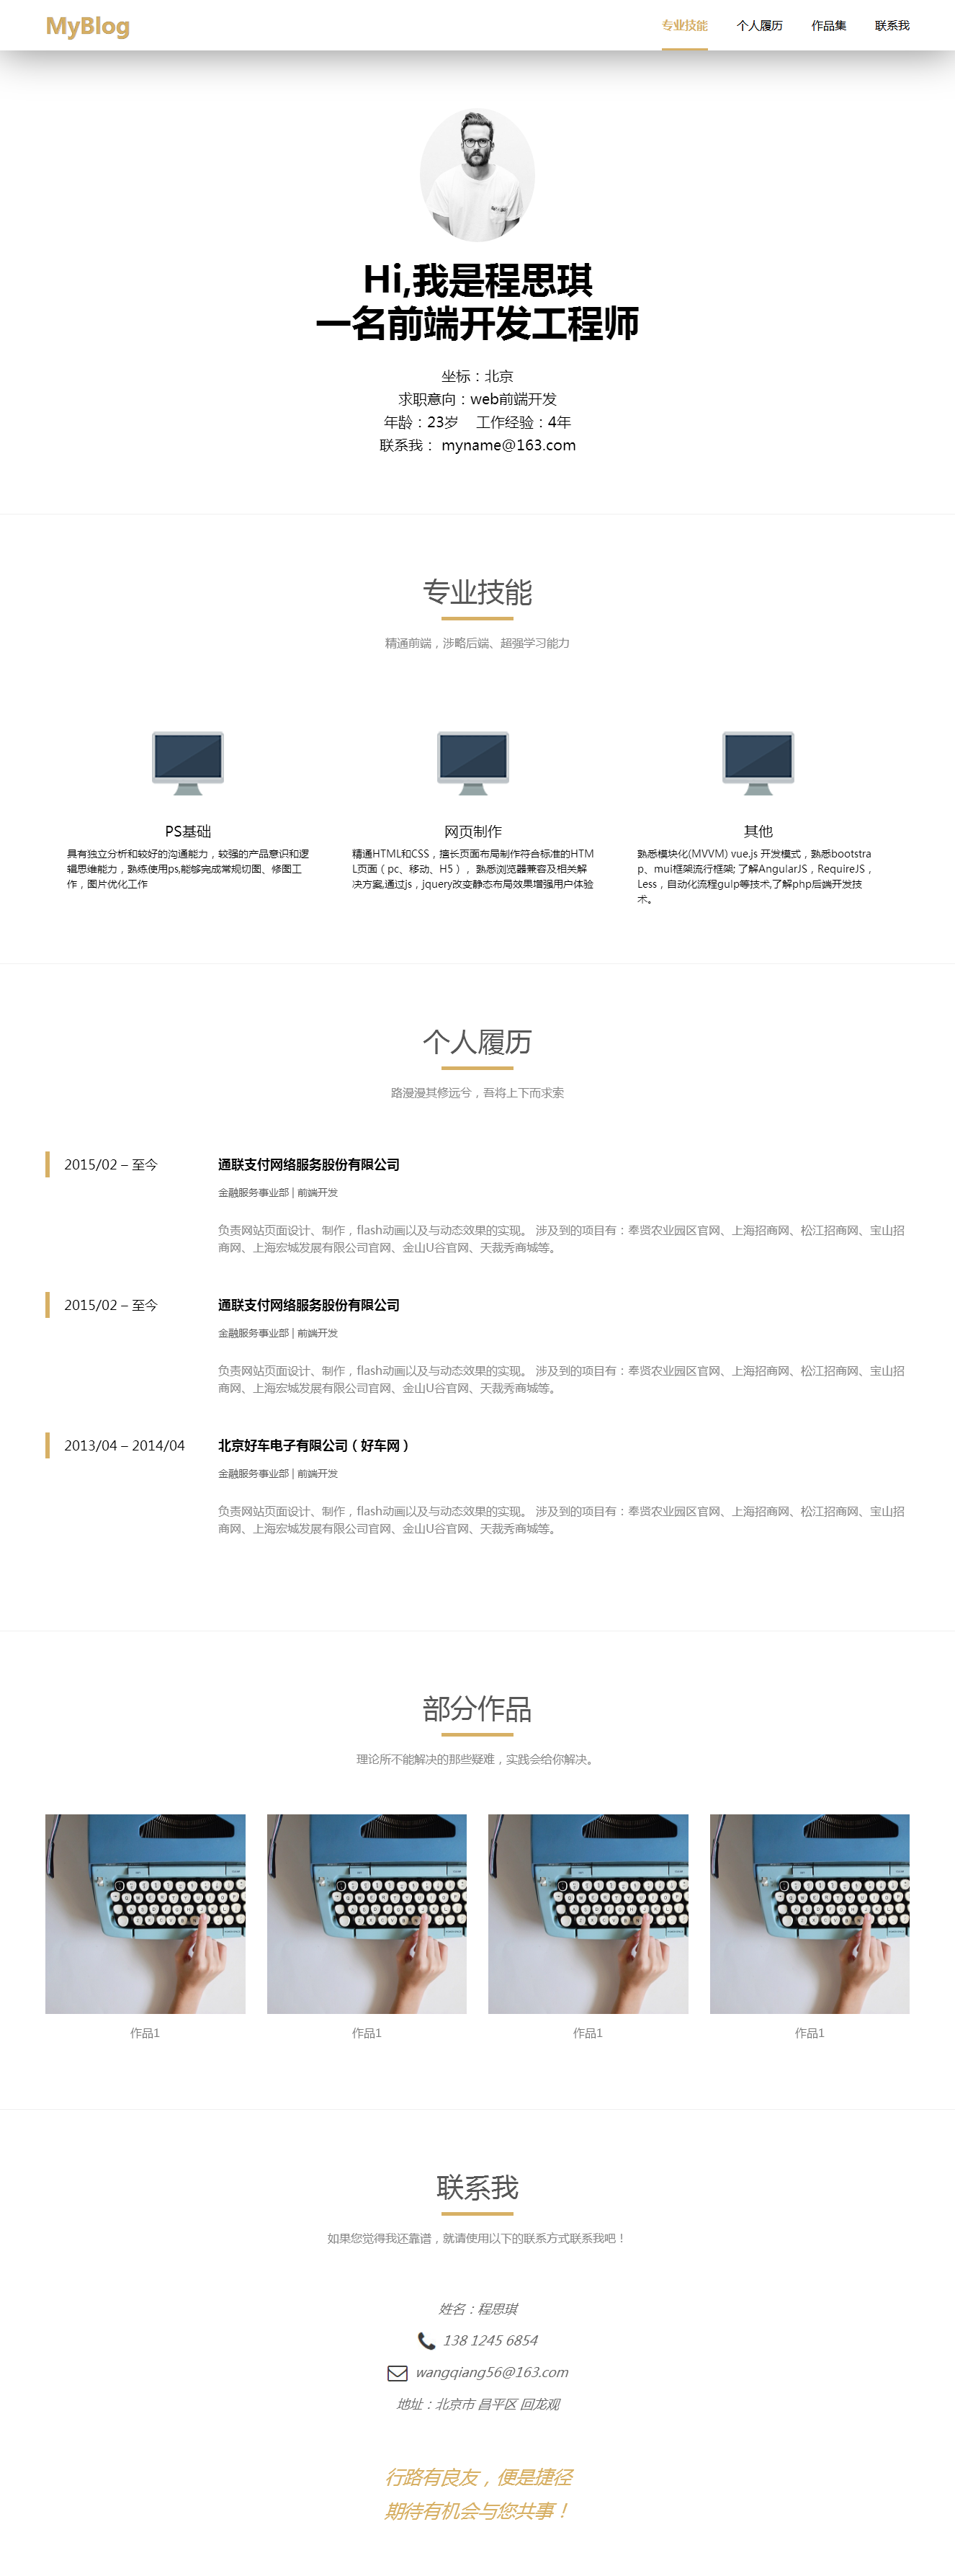 MyBlog
专业技能 个人履历 作品集 联系我
Hi,我是程思琪
一名前端开发工程师
坐标：北京
求职意向：web前端开发
年龄：23岁 工作经验：4年
联系我： myname@163.com
专业技能
精通前端，涉略后端、超强学习能力
PS基础
具有独立分析和较好的沟通能力，较强的产品意识和逻
辑思维能力，熟练使用ps,能够完成常规切图、修图工
作，图片优化工作
网页制作
精通HTML和CSS，擅长页面布局制作符合标准的HTM
L页面（pc、移动、H5）， 熟悉浏览器兼容及相关解
决方案,通过js，jquery改变静态布局效果增强用户体验
其他
熟悉模块化(MVVM) vue.js 开发模式，熟悉bootstra
p、mui框架流行框架; 了解AngularJS，RequireJS，
Less，自动化流程gulp等技术,了解php后端开发技
术。
个人履历
路漫漫其修远兮，吾将上下而求索
2015/02 – 至今
通联支付网络服务股份有限公司
金融服务事业部 | 前端开发
负责网站页面设计、制作，flash动画以及与动态效果的实现。 涉及到的项目有：奉贤农业园区官网、上海招商网、松江招商网、宝山招
商网、上海宏城发展有限公司官网、金山U谷官网、天裁秀商城等。
2015/02 – 至今
通联支付网络服务股份有限公司
金融服务事业部 | 前端开发
负责网站页面设计、制作，flash动画以及与动态效果的实现。 涉及到的项目有：奉贤农业园区官网、上海招商网、松江招商网、宝山招
商网、上海宏城发展有限公司官网、金山U谷官网、天裁秀商城等。
2013/04 – 2014/04
北京好车电子有限公司（好车网）
金融服务事业部 | 前端开发
负责网站页面设计、制作，flash动画以及与动态效果的实现。 涉及到的项目有：奉贤农业园区官网、上海招商网、松江招商网、宝山招
商网、上海宏城发展有限公司官网、金山U谷官网、天裁秀商城等。
部分作品
理论所不能解决的那些疑难，实践会给你解决。
作品1
作品1
作品1
作品1
联系我
如果您觉得我还靠谱，就请使用以下的联系方式联系我吧！
姓名：程思琪
138 1245 6854
wangqiang56@163.com
地址：北京市 昌平区 回龙观
行路有良友，便是捷径
期待有机会与您共事！